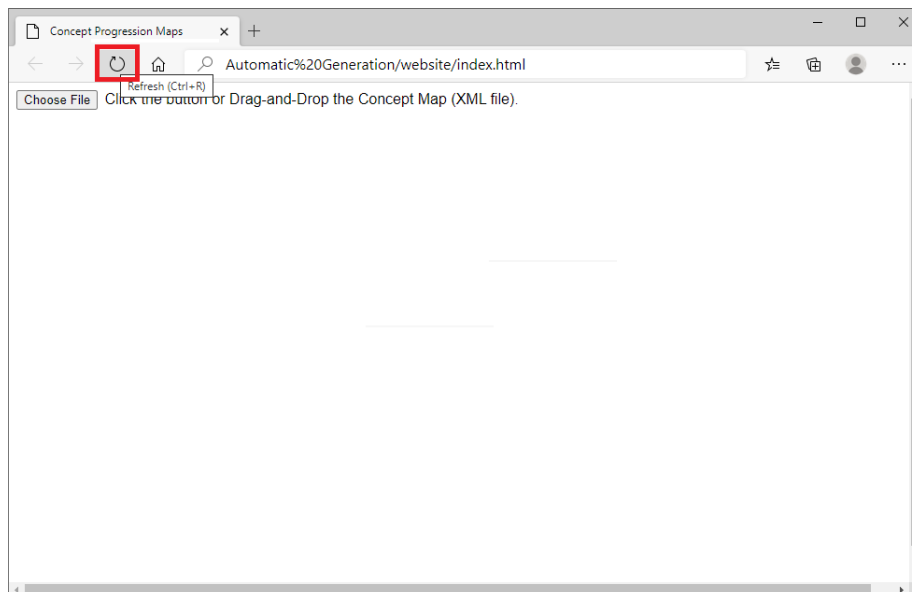 Concept Progression Maps
Automatic%20Generation/website/index.html
Refresh (Ctrl+R)
Choose File Click the button or Drag-and-Drop the Concept Map (XML file).